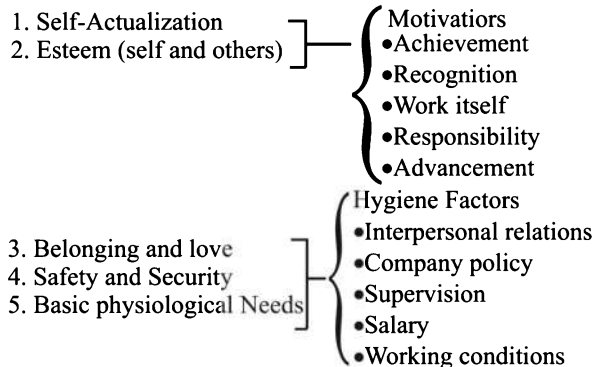 1. Self-Actualization
2. Esteem (self and others)
Motivatiors
•Achievement
•Recognition
•Work itself
•Responsibility
•Advancement
3. Belonging and love
4. Safety and Security
5. Basic physiological Needs
Hygiene Factors
•Interpersonal relations
•Company policy
•Supervision
•Salary
•Working conditions